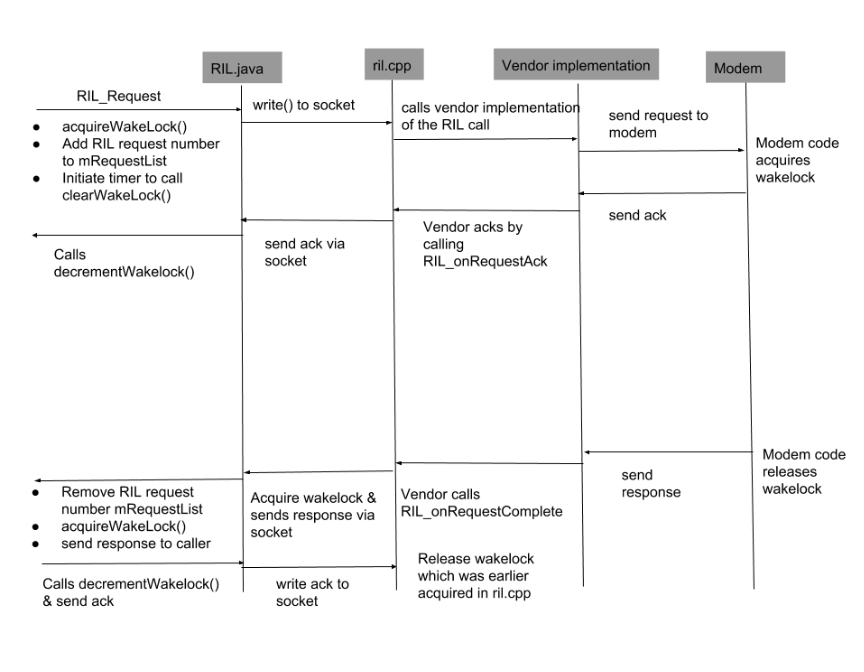 RIL.java
ril.cpp
Vendor implementation
Modem
RIL_Request
write() to socket
calls vendor implementation
of the RIL call
send request to
modem
● acquireWakeLock()
● Add RIL request number
to mRequestList
● Initiate timer to call
clearWakeLock()
Modem code
acquires
wakelock
send ack
Vendor acks by
calling
RIL_onRequestAck
send ack via
socket
Calls
decrementWakelock()
Modem code
releases
wakelock
send
response
Vendor calls
RIL_onRequestComplete
Acquire wakelock &
sends response via
socket
● Remove RIL request
number mRequestList
● acquireWakeLock()
● send response to caller
Release wakelock
which was earlier
acquired in ril.cpp
Calls decrementWakelock()
& send ack
write ack to
socket